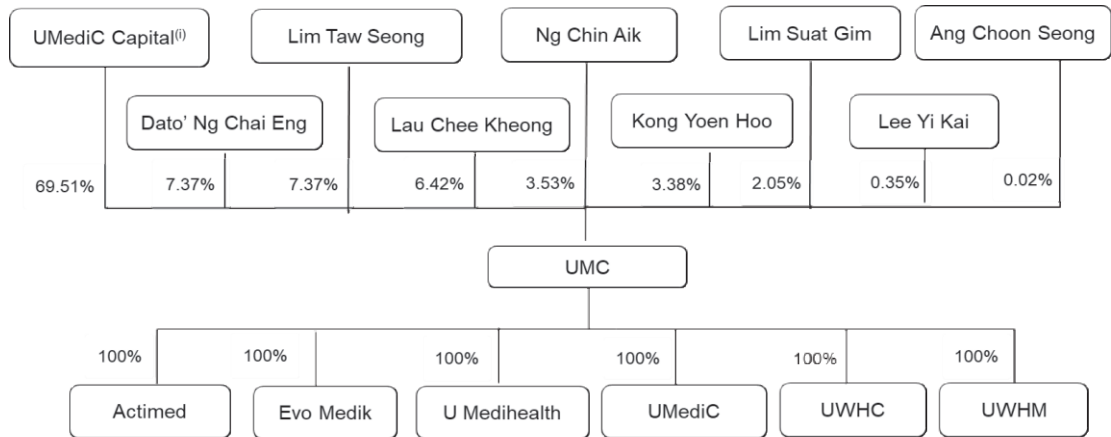 UMediC Capital(i)
Lim Taw Seong
Ng Chin Aik
Lim Suat Gim
Ang Choon Seong
Dato' Ng Chai Eng
Lau Chee Kheong
Kong Yoen Hoo
Lee Yi Kai
69.51%
7.37%
7.37%
6.42%
3.53%
3.38%
2.05%
0.35%
0.02%
UMC
100%
100%
100%
100%
100%
100%
Actimed
Evo Medik
U Medihealth
UMediC
UWHC
UWHM